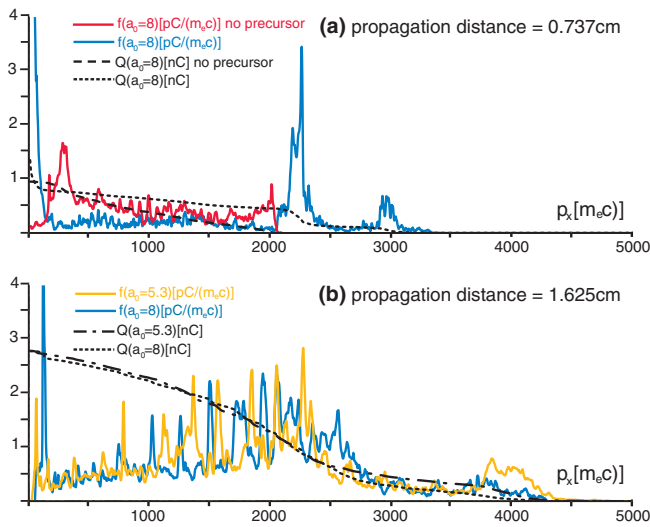 (a) propagation distance = 0.737cm
f(a₀=8)[pC/(mₑc)] no precursor
f(a₀=8)[pC/(mₑc)]
Q(a₀=8)[nC] no precursor
Q(a₀=8)[nC]
4
3
2
1
pₓ[mₑc)]
0 1000 2000 3000 4000 5000
(b) propagation distance = 1.625cm
f(a₀=5.3)[pC/(mₑc)]
f(a₀=8)[pC/(mₑc)]
Q(a₀=5.3)[nC]
Q(a₀=8)[nC]
4
3
2
1
pₓ[mₑc)]
0 1000 2000 3000 4000 5000